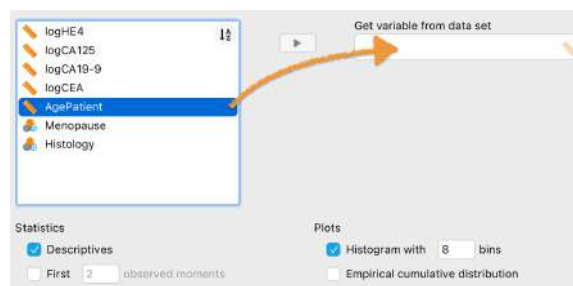 logHE4
logCA125
logCA19-9
logCEA
AgePatient
Menopause
Histology
Get variable from data set
Statistics
Descriptives
First 2 observed moments
Plots
Histogram with 8 bins
Empirical cumulative distribution